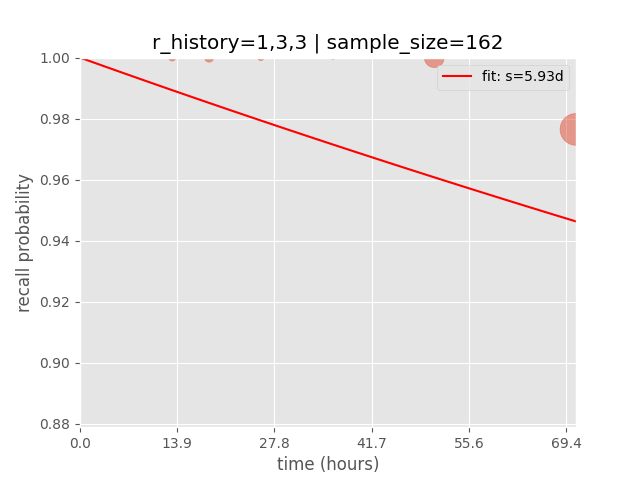 r_history=1,3,3 | sample_size=162
fit: s=5.93d
1.00
0.98
0.96
0.94
0.92
0.90
0.88
recall probability
0.0 13.9 27.8 41.7 55.6 69.4
time (hours)